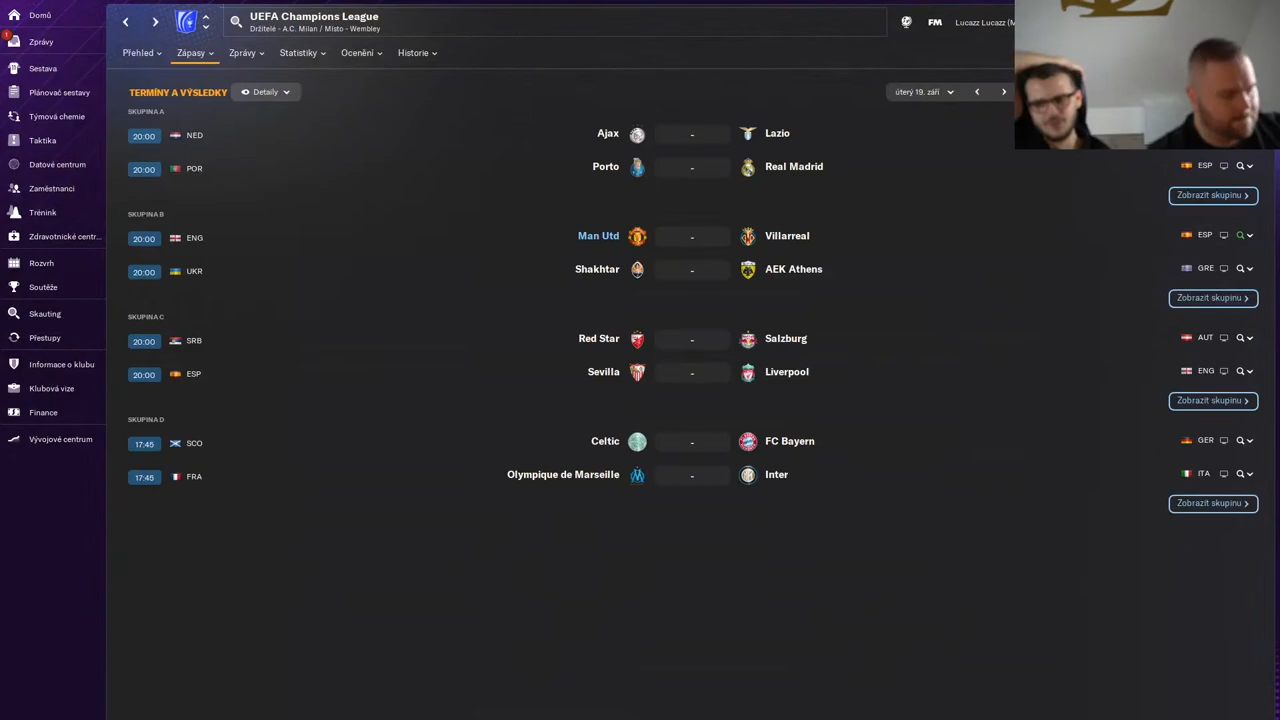 Domů
1
Zprávy
Sestava
Plánovač sestavy
Týmová chemie
Taktika
Datové centrum
Zaměstnanci
Trénink
Zdravotnické centr...
Rozvrh
Soutěže
Skauting
Přestupy
Informace o klubu
Klubová vize
Finance
Vývojové centrum
UEFA Champions League
Držitelé - A.C. Milan / Místo - Wembley
FM
Lucazz Lucazz (M
Přehled Zápasy Zprávy Statistiky Ocenění Historie
TERMÍNY A VÝSLEDKY Detaily úterý 19. září
SKUPINA A
20:00 NED Ajax - Lazio
20:00 POR Porto - Real Madrid ESP
Zobrazit skupinu
SKUPINA B
20:00 ENG Man Utd - Villarreal ESP
20:00 UKR Shakhtar - AEK Athens GRE
Zobrazit skupinu
SKUPINA C
20:00 SRB Red Star - Salzburg AUT
20:00 ESP Sevilla - Liverpool ENG
Zobrazit skupinu
SKUPINA D
17:45 SCO Celtic - FC Bayern GER
17:45 FRA Olympique de Marseille - Inter ITA
Zobrazit skupinu